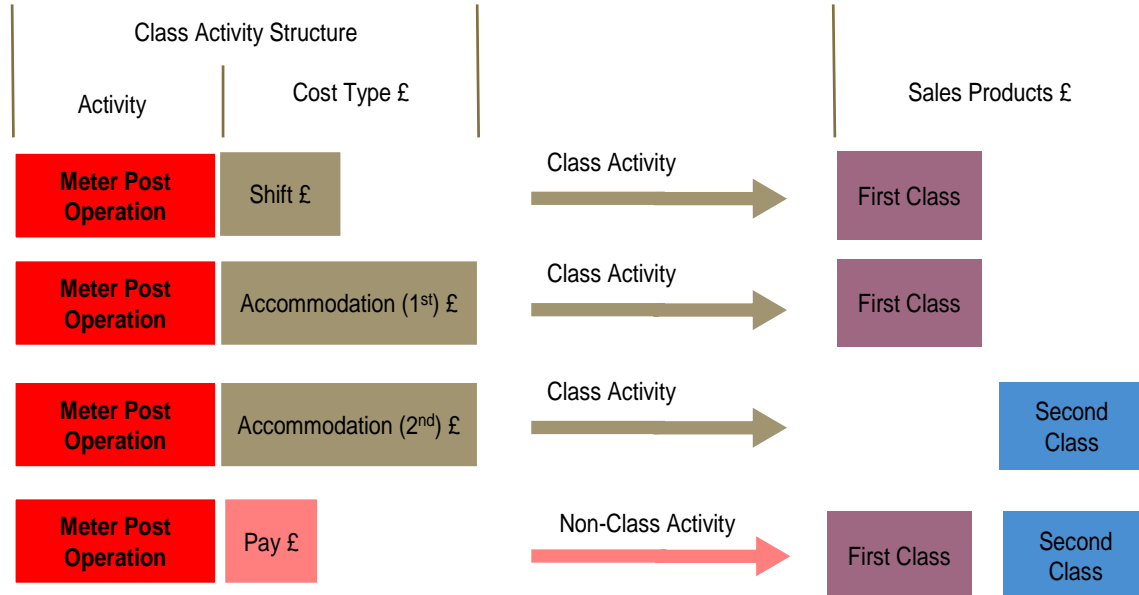 Class Activity Structure
Activity
Cost Type £
Sales Products £
Meter Post
Operation
Shift £
Class Activity
First Class
Meter Post
Operation
Accommodation (1st) £
Class Activity
First Class
Meter Post
Operation
Accommodation (2nd) £
Class Activity
Second
Class
Meter Post
Operation
Pay £
Non-Class Activity
First Class
Second
Class